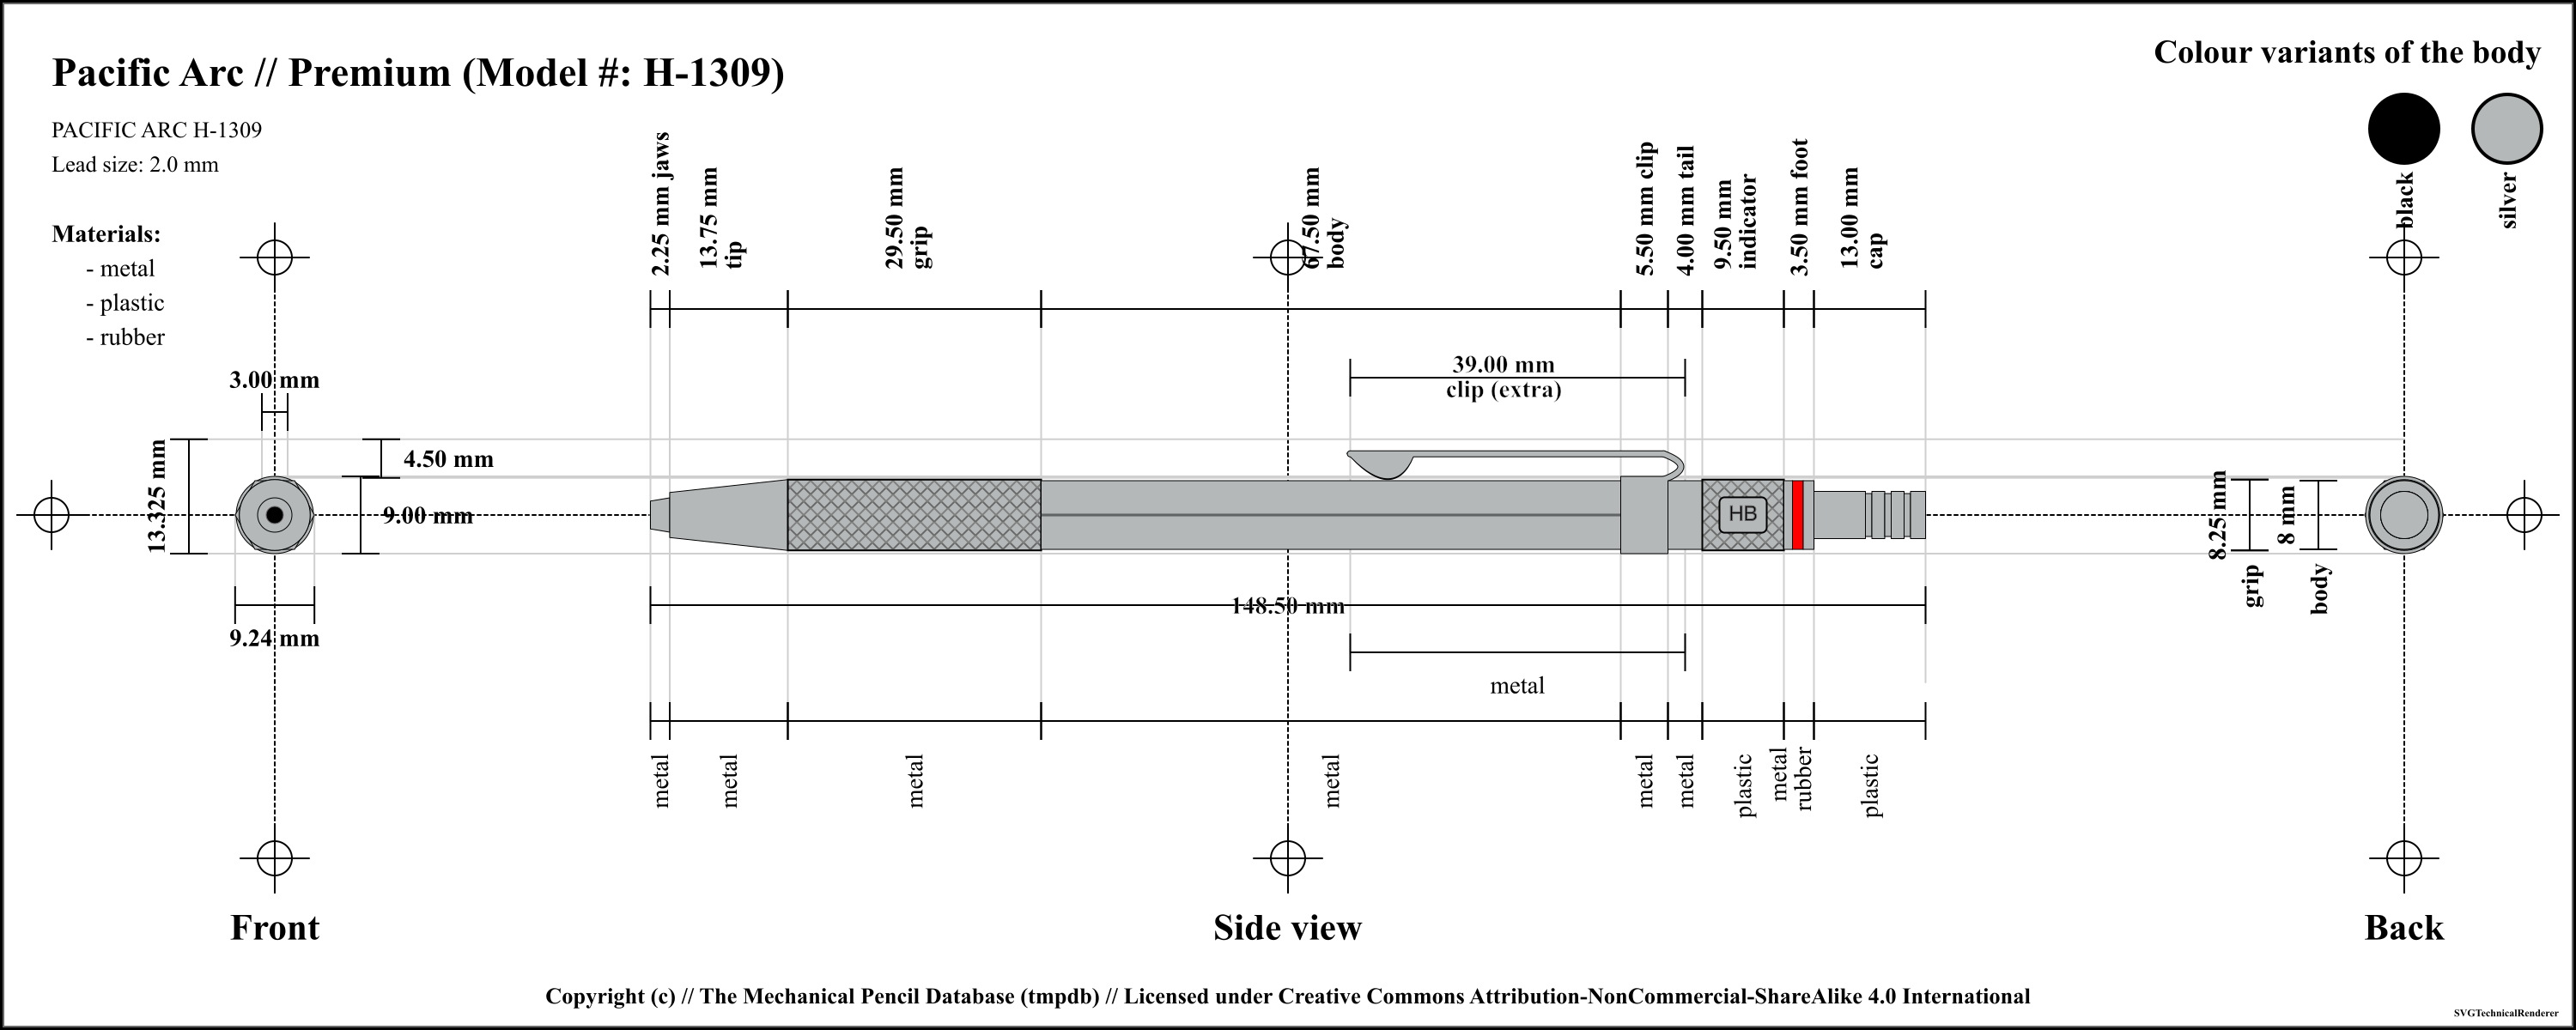 Pacific Arc // Premium (Model #: H-1309)
Colour variants of the body
PACIFIC ARC H-1309
Lead size: 2.0 mm
black
silver
Materials:
- metal
- plastic
- rubber
2.25 mm jaws
13.75 mm
tip
29.50 mm
grip
67.50 mm
body
5.50 mm clip
4.00 mm tail
9.50 mm
indicator
3.50 mm foot
13.00 mm
cap
39.00 mm
clip (extra)
3.00 mm
13.325 mm
4.50 mm
9.00 mm
9.24 mm
HB
8.25 mm
grip
8 mm
body
148.50 mm
metal
metal
metal
metal
metal
metal
metal
plastic
metal
rubber
plastic
Front
Side view
Back
Copyright (c) // The Mechanical Pencil Database (tmpdb) // Licensed under Creative Commons Attribution-NonCommercial-ShareAlike 4.0 International
SVGTechnicalRenderer